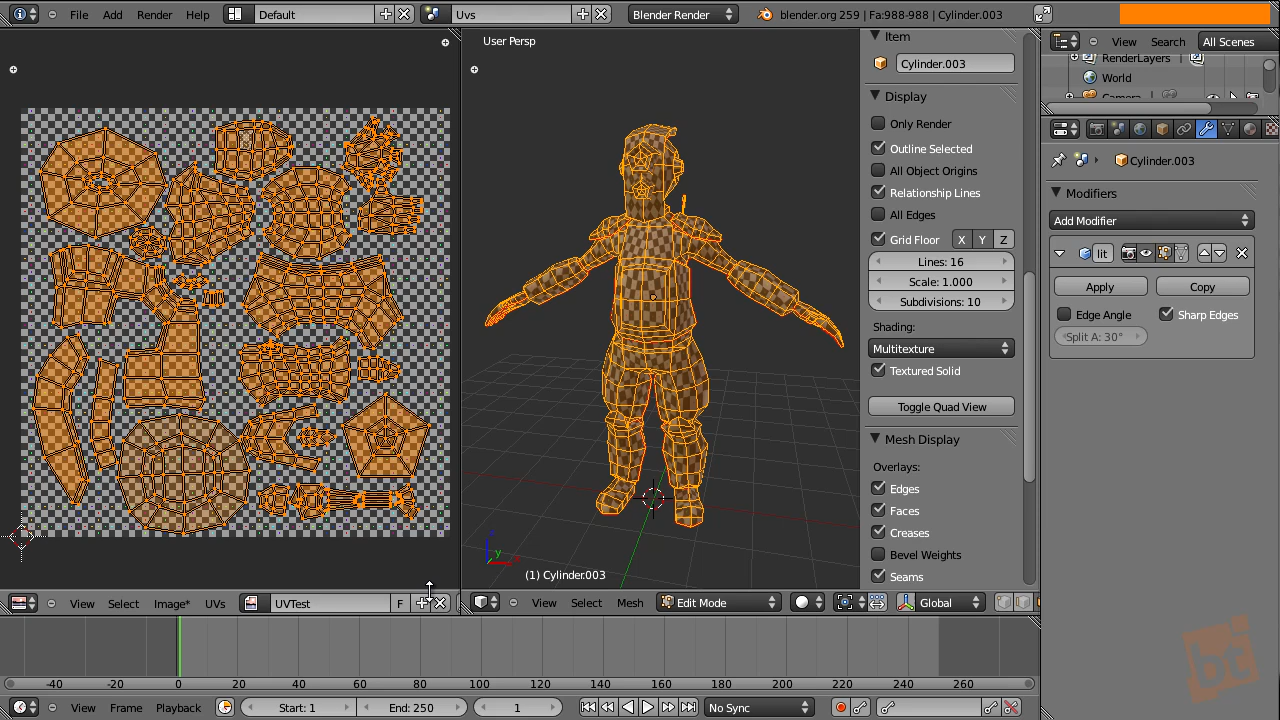 File Add Render Help Default Uvs Blender Render blender.org 259 | Fa:988-988 | Cylinder.003
View Search All Scenes
RenderLayers
World
Camera
User Persp
Item
Cylinder.003
Display
Only Render
Outline Selected
All Object Origins
Relationship Lines
All Edges
Grid Floor X Y Z
Lines: 16
Scale: 1.000
Subdivisions: 10
Shading:
Multitexture
Textured Solid
Toggle Quad View
Mesh Display
Overlays:
Edges
Faces
Creases
Bevel Weights
Seams
Cylinder.003
Modifiers
Add Modifier
lit
Apply Copy
Edge Angle Sharp Edges
Split A: 30°
y
(1) Cylinder.003
View Select Image* UVs UVTest F
View Select Mesh Edit Mode Global
-40 -20 0 20 40 60 80 100 120 140 160 180 200 220 240 260
View Frame Playback Start: 1 End: 250 1 No Sync
bt